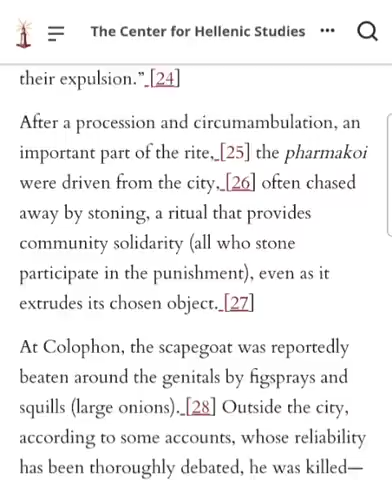 The Center for Hellenic Studies
their expulsion.” [24]
After a procession and circumambulation, an
important part of the rite, [25] the pharmakoi
were driven from the city, [26] often chased
away by stoning, a ritual that provides
community solidarity (all who stone
participate in the punishment), even as it
extrudes its chosen object. [27]
At Colophon, the scapegoat was reportedly
beaten around the genitals by figsprays and
squills (large onions). [28] Outside the city,
according to some accounts, whose reliability
has been thoroughly debated, he was killed—